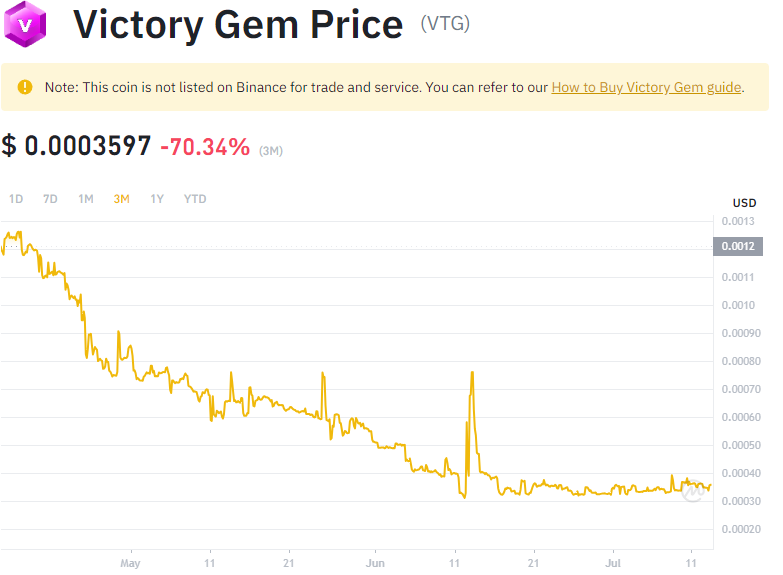 V
Victory Gem Price (VTG)
Note: This coin is not listed on Binance for trade and service. You can refer to our How to Buy Victory Gem guide.
$ 0.0003597 -70.34% (3M)
1D 7D 1M 3M 1Y YTD
USD
0.0013
0.0012
0.0011
0.0010
0.00090
0.00080
0.00070
0.00060
0.00050
0.00040
0.00030
0.00020
May 11 21 Jun 11 21 Jul 11